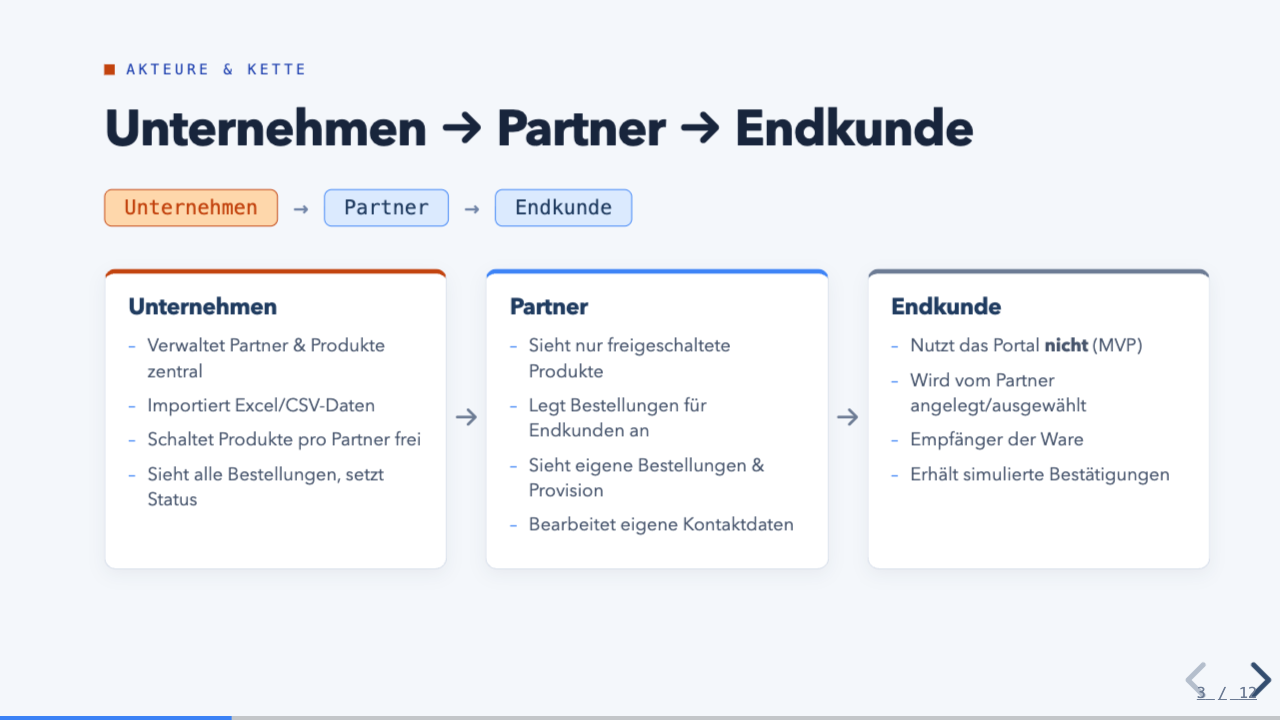 AKTEURE & KETTE
Unternehmen → Partner → Endkunde
Unternehmen → Partner → Endkunde
Unternehmen
– Verwaltet Partner & Produkte
zentral
– Importiert Excel/CSV-Daten
– Schaltet Produkte pro Partner frei
– Sieht alle Bestellungen, setzt
Status
→
Partner
– Sieht nur freigeschaltete
Produkte
– Legt Bestellungen für
Endkunden an
– Sieht eigene Bestellungen &
Provision
– Bearbeitet eigene Kontaktdaten
→
Endkunde
– Nutzt das Portal nicht (MVP)
– Wird vom Partner
angelegt/ausgewählt
– Empfänger der Ware
– Erhält simulierte Bestätigungen
3 / 12